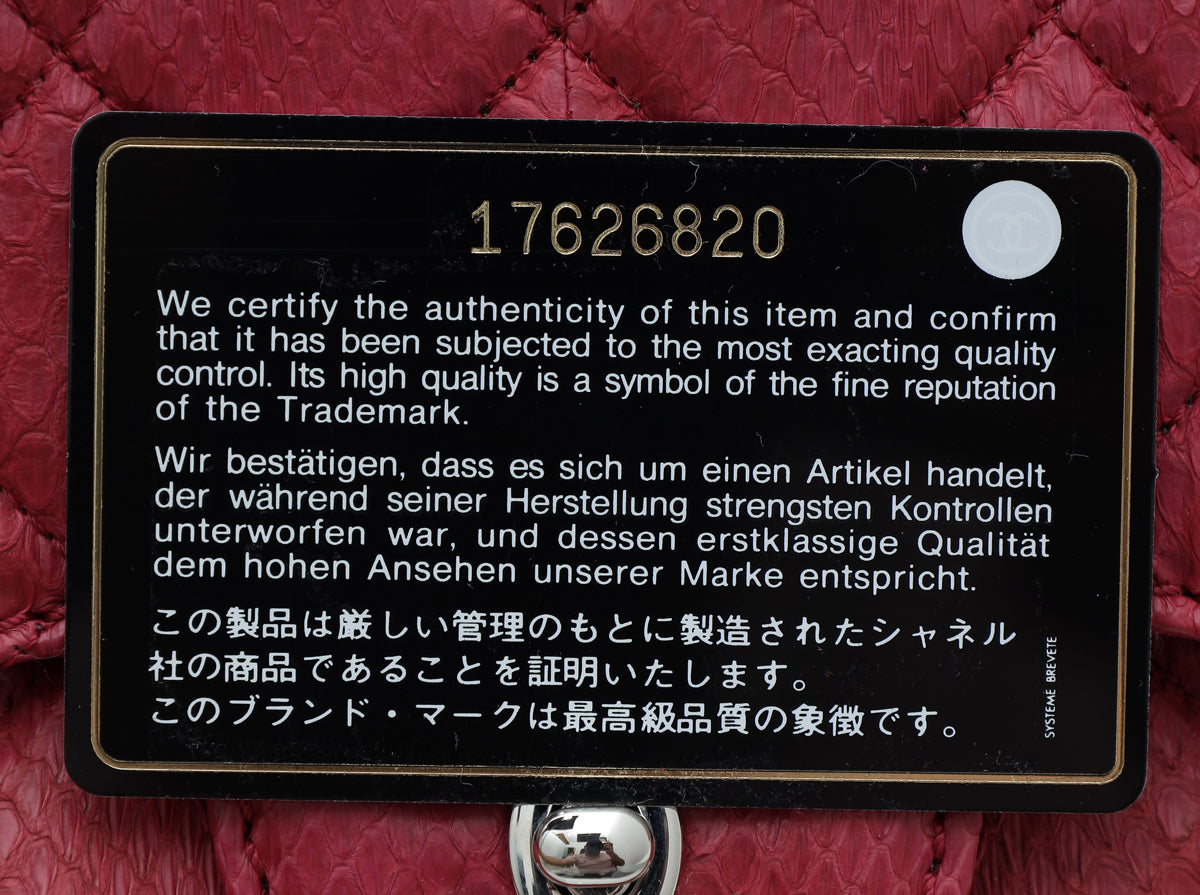 17626820
We certify the authenticity of this item and confirm
that it has been subjected to the most exacting quality
control. Its high quality is a symbol of the fine reputation
of the Trademark.
Wir bestätigen, dass es sich um einen Artikel handelt,
der während seiner Herstellung strengsten Kontrollen
unterworfen war, und dessen erstklassige Qualität
dem hohen Ansehen unserer Marke entspricht.
この製品は厳しい管理のもとに製造されたシャネル
社の商品であることを証明いたします。
このブランド・マークは最高級品質の象徴です。
SYSTEME BREVETE